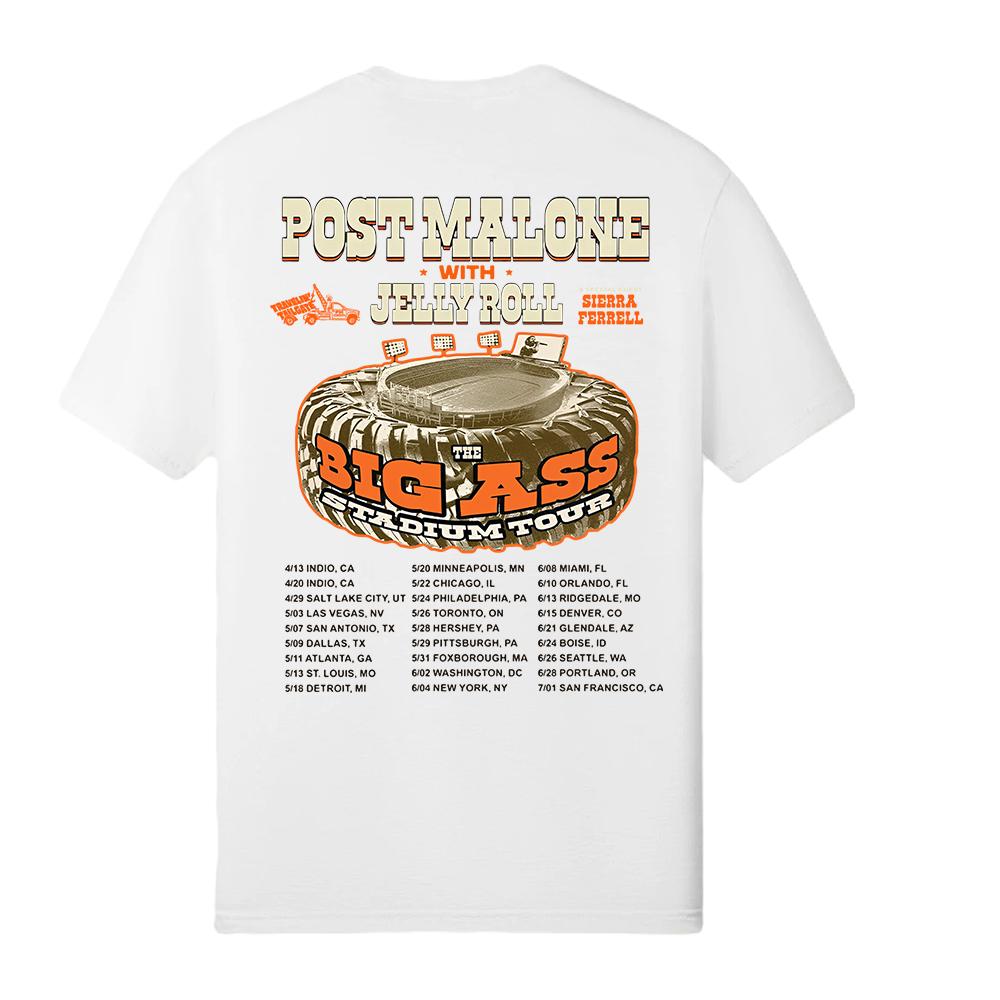 POST MALONE
WITH
JELLY ROLL
TRAVELIN'
TAILGATE
& SPECIAL GUEST
SIERRA
FERRELL
THE
BIG ASS
STADIUM TOUR
4/13 INDIO, CA
4/20 INDIO, CA
4/29 SALT LAKE CITY, UT
5/03 LAS VEGAS, NV
5/07 SAN ANTONIO, TX
5/09 DALLAS, TX
5/11 ATLANTA, GA
5/13 ST. LOUIS, MO
5/18 DETROIT, MI
5/20 MINNEAPOLIS, MN
5/22 CHICAGO, IL
5/24 PHILADELPHIA, PA
5/26 TORONTO, ON
5/28 HERSHEY, PA
5/29 PITTSBURGH, PA
5/31 FOXBOROUGH, MA
6/02 WASHINGTON, DC
6/04 NEW YORK, NY
6/08 MIAMI, FL
6/10 ORLANDO, FL
6/13 RIDGEDALE, MO
6/15 DENVER, CO
6/21 GLENDALE, AZ
6/24 BOISE, ID
6/26 SEATTLE, WA
6/28 PORTLAND, OR
7/01 SAN FRANCISCO, CA